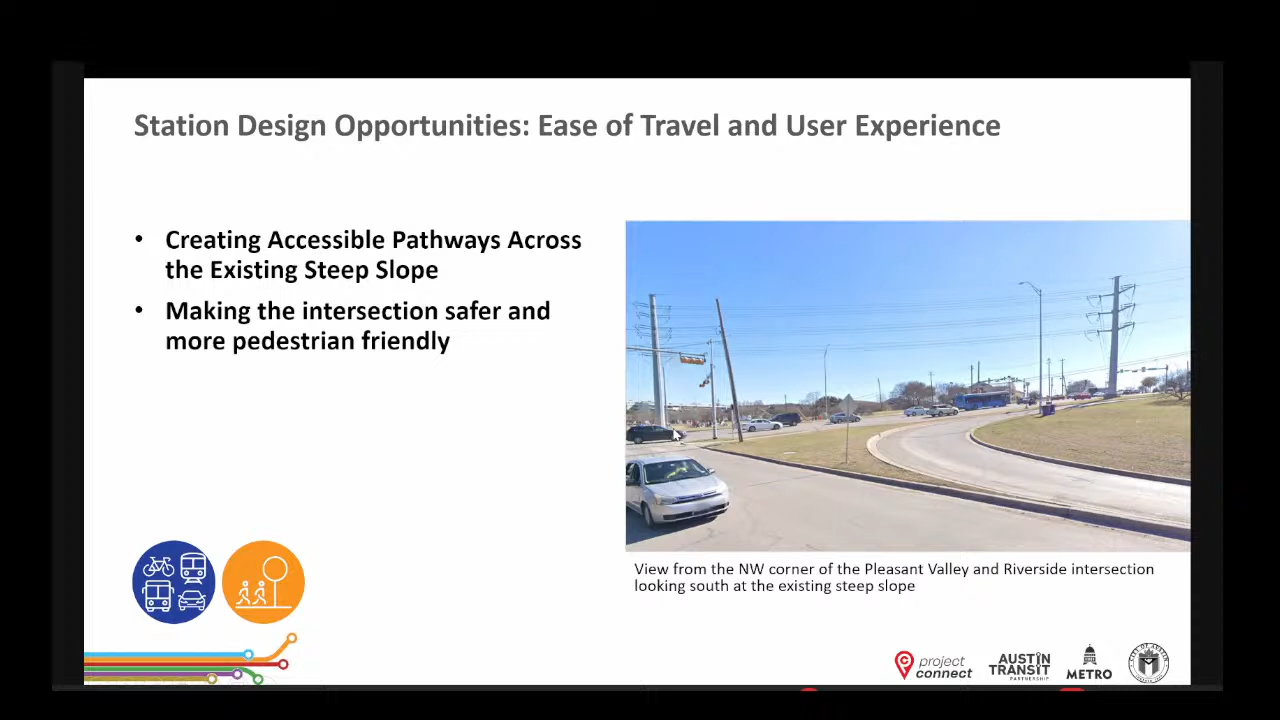 Station Design Opportunities: Ease of Travel and User Experience
• Creating Accessible Pathways Across
the Existing Steep Slope
• Making the intersection safer and
more pedestrian friendly
View from the NW corner of the Pleasant Valley and Riverside intersection
looking south at the existing steep slope
project
connect
AUSTIN
TRANSIT
PARTNERSHIP
METRO